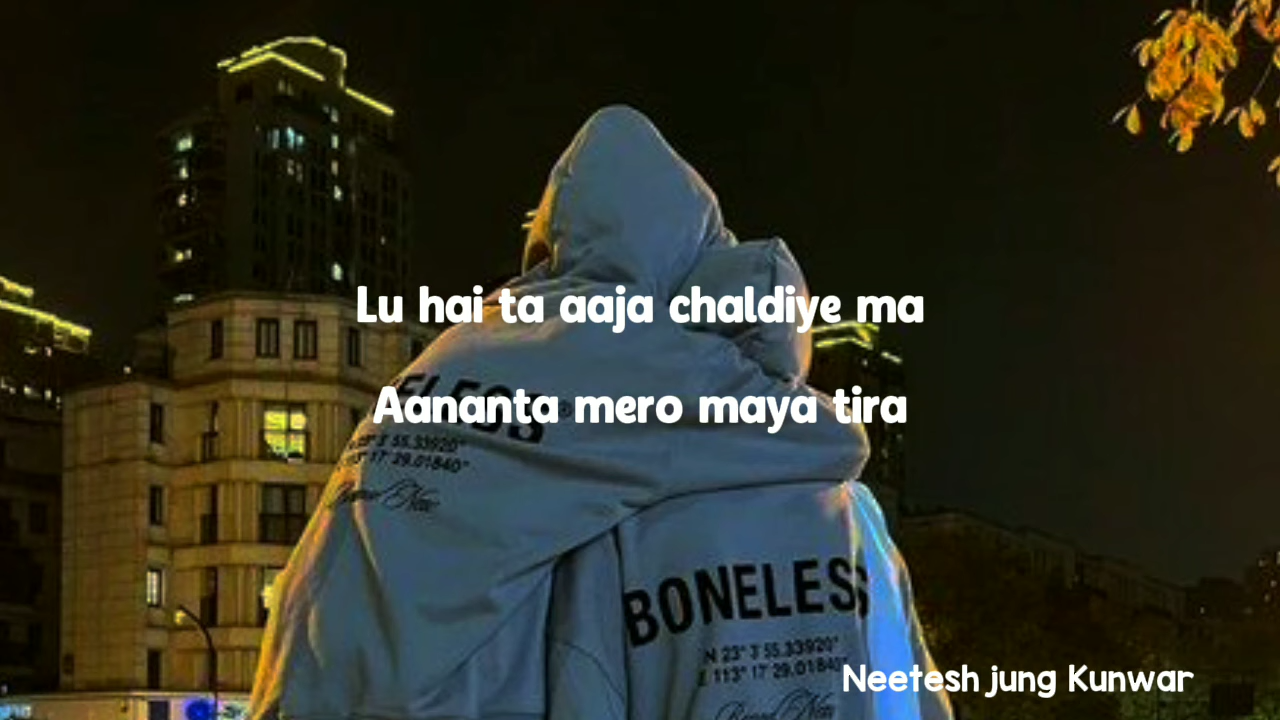 Lu hai ta aaja chaldiye ma
Aananta mero maya tira
BONELESS
N 23° 3' 55.33920"
E 113° 17' 29.01840"
Neetesh jung Kunwar